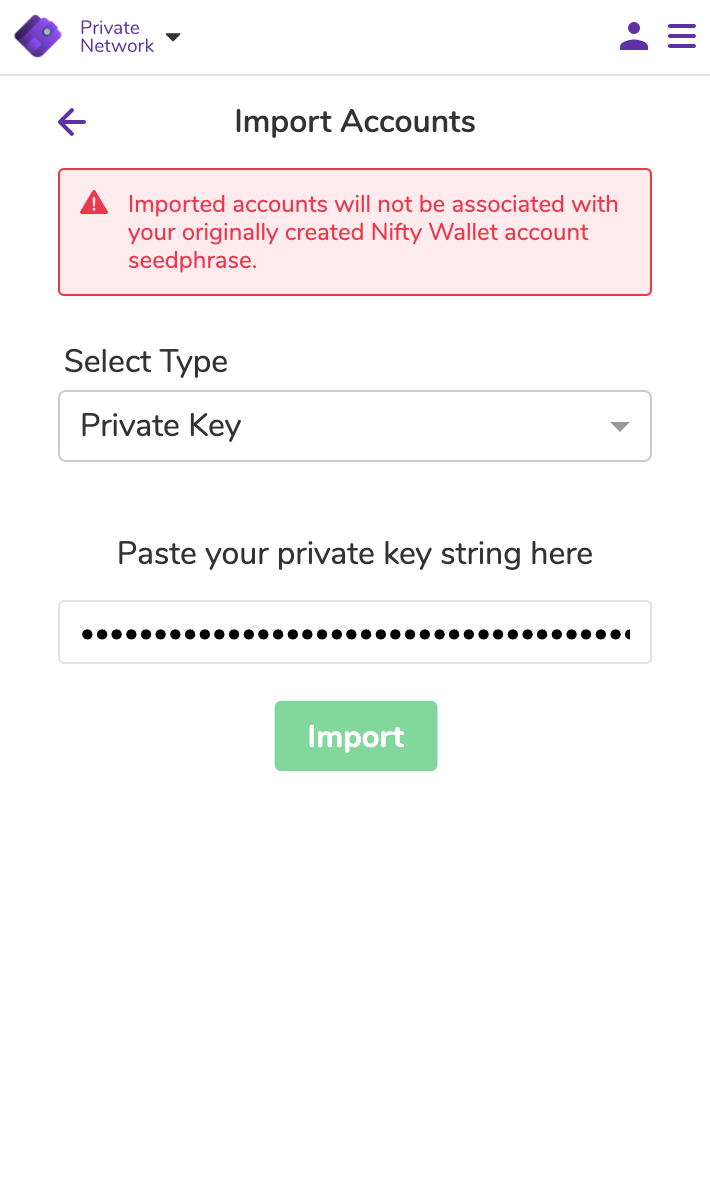 Private
Network
Import Accounts
Imported accounts will not be associated with
your originally created Nifty Wallet account
seedphrase.
Select Type
Private Key
Paste your private key string here
Import